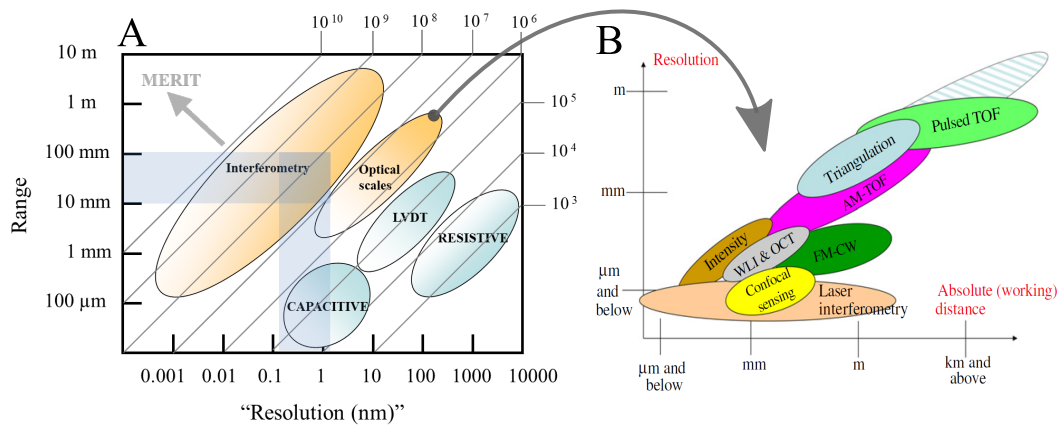 A
10^10
10^9
10^8
10^7
10^6
10 m
1 m
100 mm
10 mm
1 mm
100 µm
Range
MERIT
Interferometry
Optical
scales
LVDT
RESISTIVE
CAPACITIVE
10^5
10^4
10^3
0.001
0.01
0.1
1
10
100
1000
10000
“Resolution (nm)”
B
Resolution
m
mm
µm
and
below
Pulsed TOF
Triangulation
AM-TOF
Intensity
WLI & OCT
FM-CW
Confocal
sensing
Laser
interferometry
Absolute (working)
distance
µm and
below
mm
m
km and
above